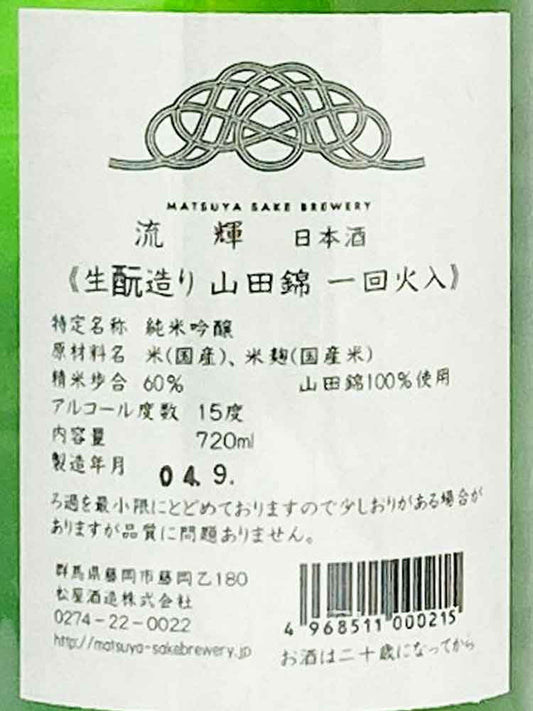 MATSUYA SAKE BREWERY
流 輝 日本酒
《生酛造り 山田錦 一回火入》
特定名称 純米吟醸
原材料名 米(国産)、米麹(国産米)
精米歩合 60% 山田錦100%使用
アルコール度数 15度
内容量 720ml
製造年月 04.9.
ろ過を最小限にとどめておりますので少しおりがある場合が
ありますが品質に問題ありません。
群馬県藤岡市藤岡乙180
松屋酒造株式会社
0274-22-0022
http://matsuya-sakebrewery.jp
4 968511 000215
お酒は二十歳になってから